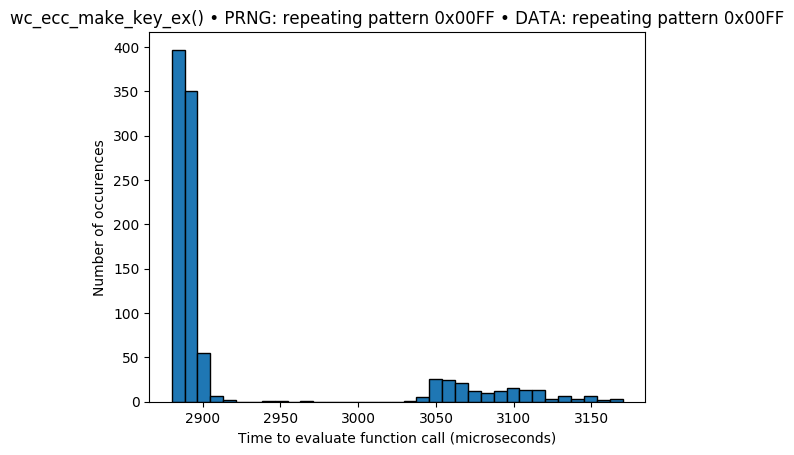 wc_ecc_make_key_ex() • PRNG: repeating pattern 0x00FF • DATA: repeating pattern 0x00FF
400
350
300
250
200
150
100
50
0
Number of occurences
2900 2950 3000 3050 3100 3150
Time to evaluate function call (microseconds)